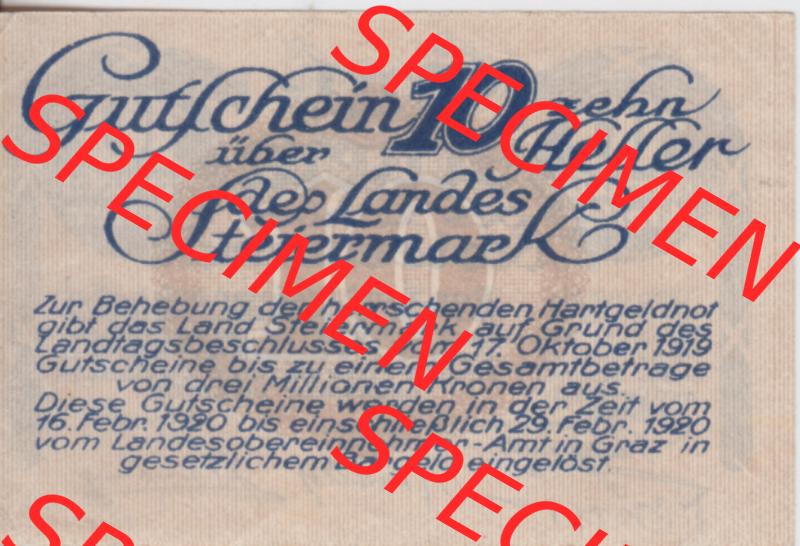 Gutschein 10 zehn
über Heller
des Landes
Steiermark
Zur Behebung der herrschenden Hartgeldnot
gibt das Land Steiermark auf Grund des
Landtagsbeschlusses vom 17. Oktober 1919
Gutscheine bis zu einem Gesamtbetrage
von drei Millionen Kronen aus.
Diese Gutscheine werden in der Zeit vom
16. Febr. 1920 bis einschließlich 29. Febr. 1920
vom Landesobereinnehmer-Amt in Graz in
gesetzlichem Bargeld eingelöst.
SPECIMEN
SPECIMEN
SPECI
SP